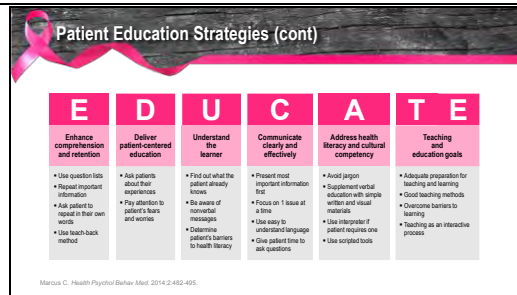 Patient Education Strategies (cont)
E
Enhance
comprehension
and retention
▪ Use question lists
▪ Repeat important
information
▪ Ask patient to
repeat in their own
words
▪ Use teach-back
method
D
Deliver
patient-centered
education
▪ Ask patients
about their
experiences
▪ Pay attention to
patient's fears
and worries
U
Understand
the
learner
▪ Find out what the
patient already
knows
▪ Be aware of
nonverbal
messages
▪ Determine
patient's barriers
to health literacy
C
Communicate
clearly and
effectively
▪ Present most
important information
first
▪ Focus on 1 issue at
a time
▪ Use easy to
understand language
▪ Give patient time to
ask questions
A
Address health
literacy and cultural
competency
▪ Avoid jargon
▪ Supplement verbal
education with simple
written and visual
materials
▪ Use interpreter if
patient requires one
▪ Use scripted tools
T E
Teaching
and
education goals
▪ Adequate preparation for
teaching and learning
▪ Good teaching methods
▪ Overcome barriers to
learning
▪ Teaching as an interactive
process
Marcus C. Health Psychol Behav Med. 2014;2:482-495.